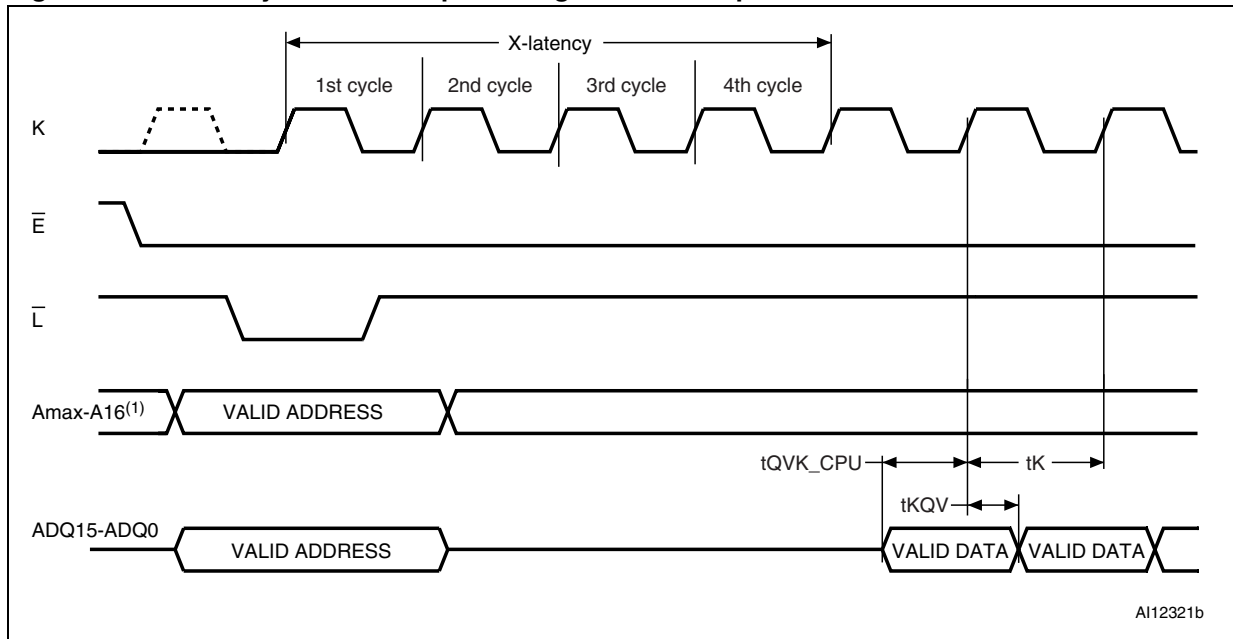 X-latency
1st cycle 2nd cycle 3rd cycle 4th cycle
K
E
L
Amax-A16(1) VALID ADDRESS
tQVK_CPU tK
tKQV
ADQ15-ADQ0 VALID ADDRESS VALID DATA VALID DATA
AI12321b